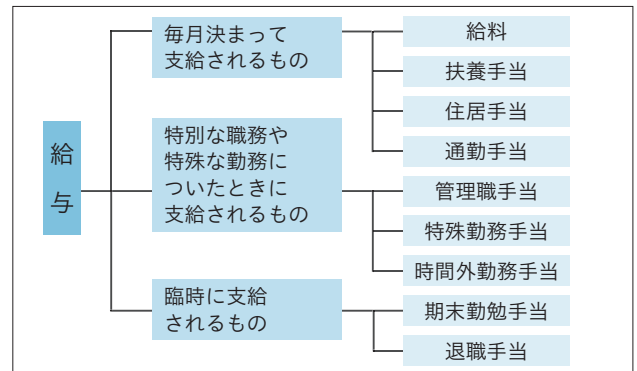 給与
毎月決まって
支給されるもの
給料
扶養手当
住居手当
通勤手当
特別な職務や
特殊な勤務に
ついたときに
支給されるもの
管理職手当
特殊勤務手当
時間外勤務手当
臨時に支給
されるもの
期末勤勉手当
退職手当